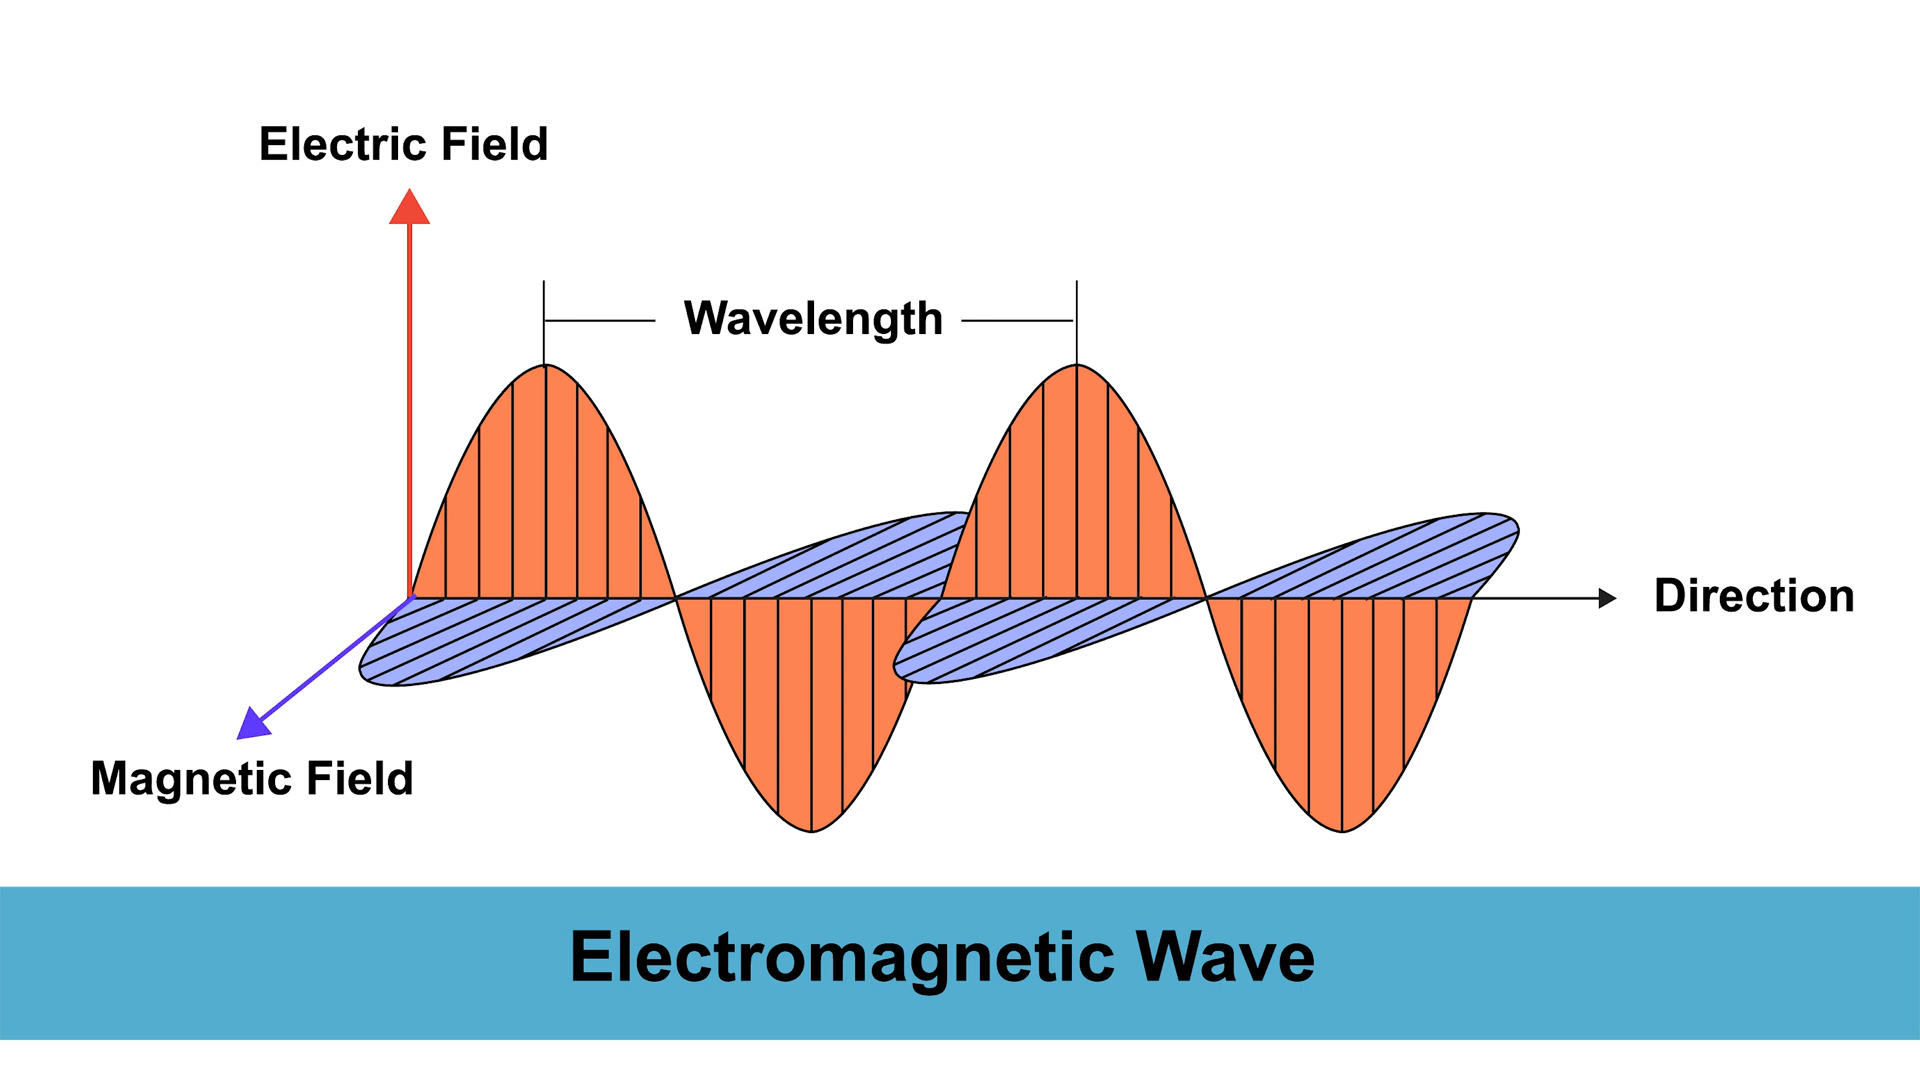 Electric Field
Wavelength
Direction
Magnetic Field
Electromagnetic Wave